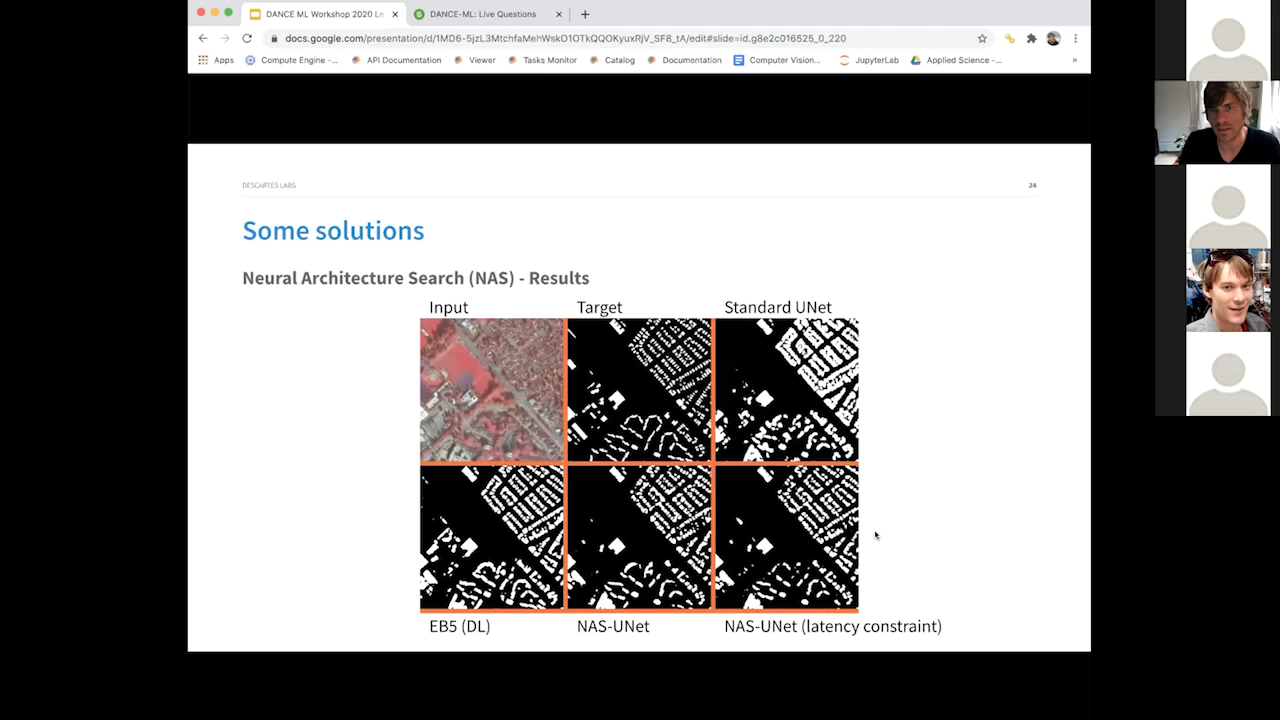 DANCE ML Workshop 2020 Le
DANCE-ML: Live Questions
docs.google.com/presentation/d/1MD6-5jzL3MtchfaMehWskO1OTkQQOKyuxRjV_SF8_tA/edit#slide=id.g8e2c016525_0_220
Apps
Compute Engine -...
API Documentation
Viewer
Tasks Monitor
Catalog
Documentation
Computer Vision...
JupyterLab
Applied Science -...
»
DESCARTES LABS
24
Some solutions
Neural Architecture Search (NAS) - Results
Input
Target
Standard UNet
EB5 (DL)
NAS-UNet
NAS-UNet (latency constraint)